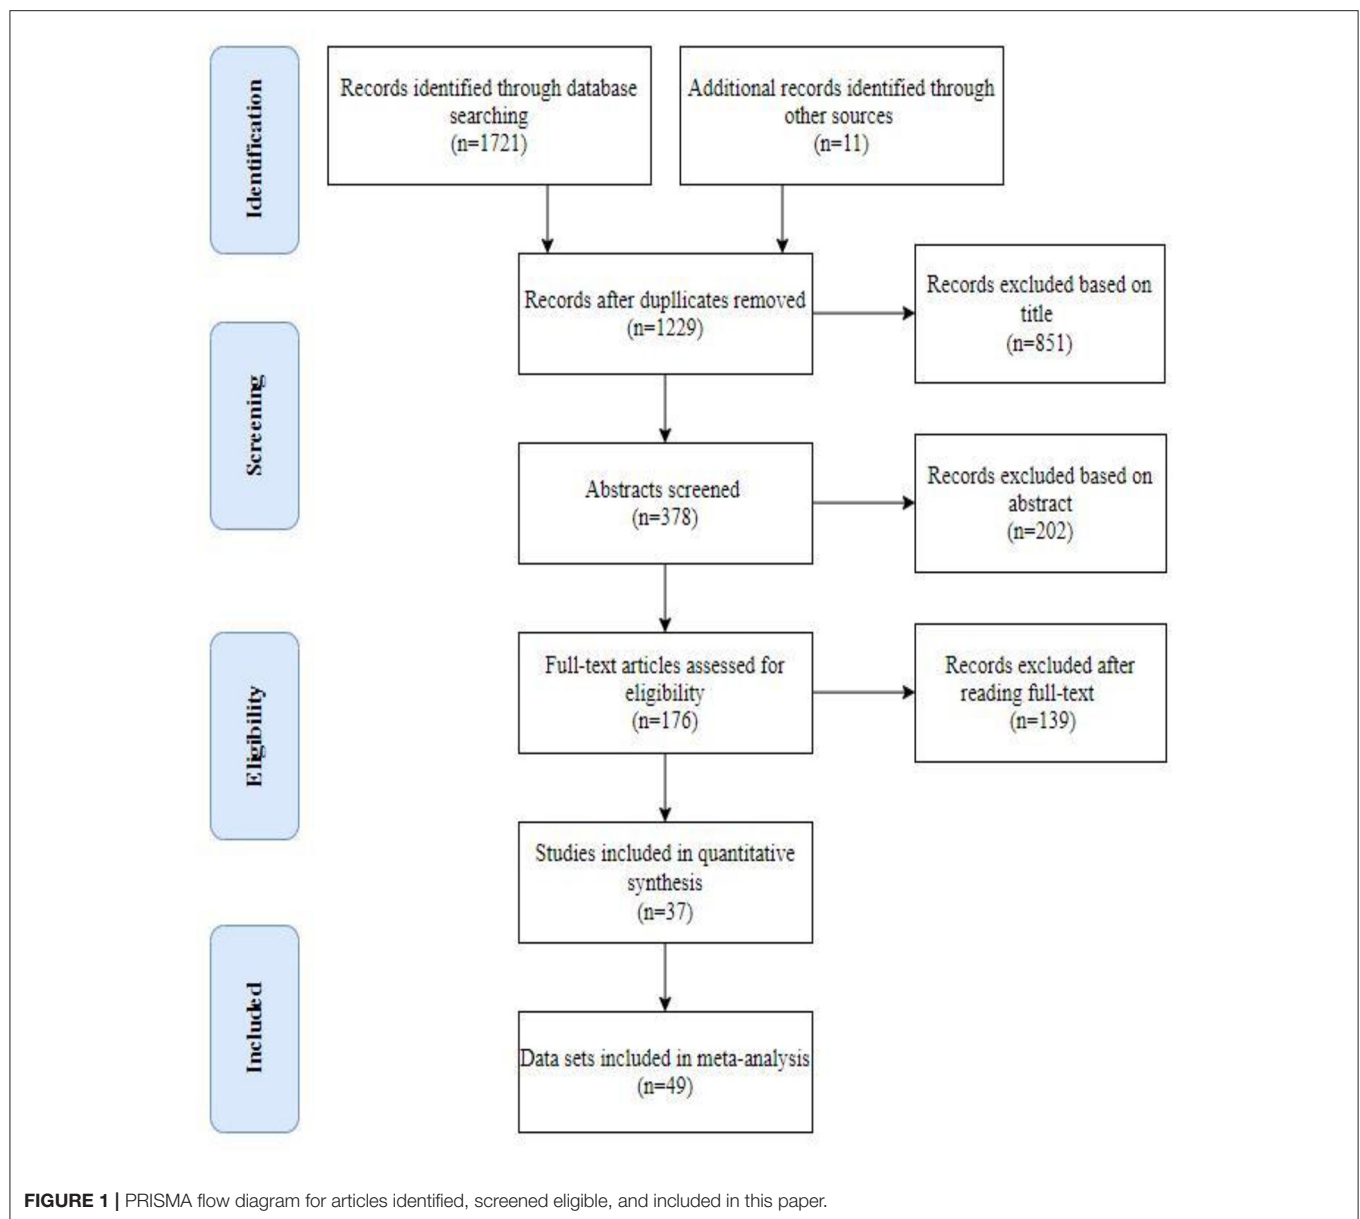 Identification
Records identified through database
searching
(n=1721)
Additional records identified through
other sources
(n=11)
Records after dupllicates removed
(n=1229)
Records excluded based on
title
(n=851)
Screening
Abstracts screened
(n=378)
Records excluded based on
abstract
(n=202)
Eligibility
Full-text articles assessed for
eligibility
(n=176)
Records excluded after
reading full-text
(n=139)
Studies included in quantitative
synthesis
(n=37)
Included
Data sets included in meta-analysis
(n=49)
FIGURE 1 | PRISMA flow diagram for articles identified, screened eligible, and included in this paper.